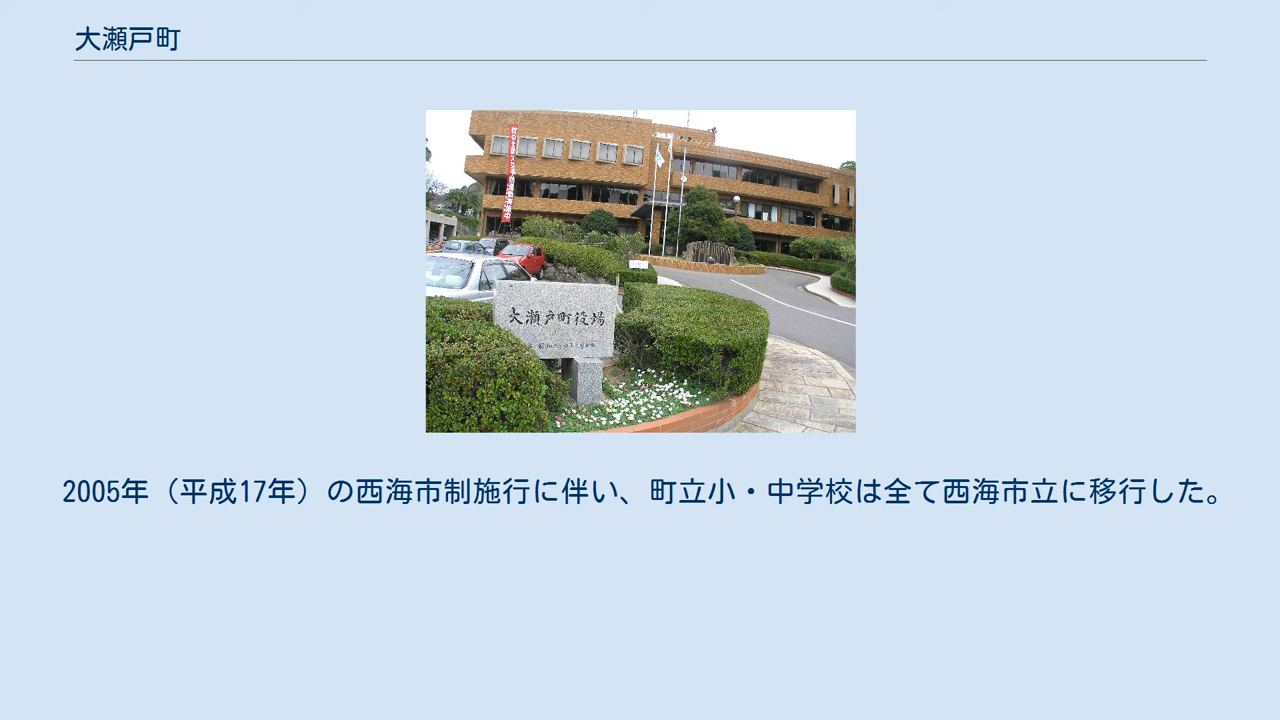 大瀬戸町
大瀬戸町役場
2005年（平成17年）の西海市制施行に伴い、町立小・中学校は全て西海市立に移行した。